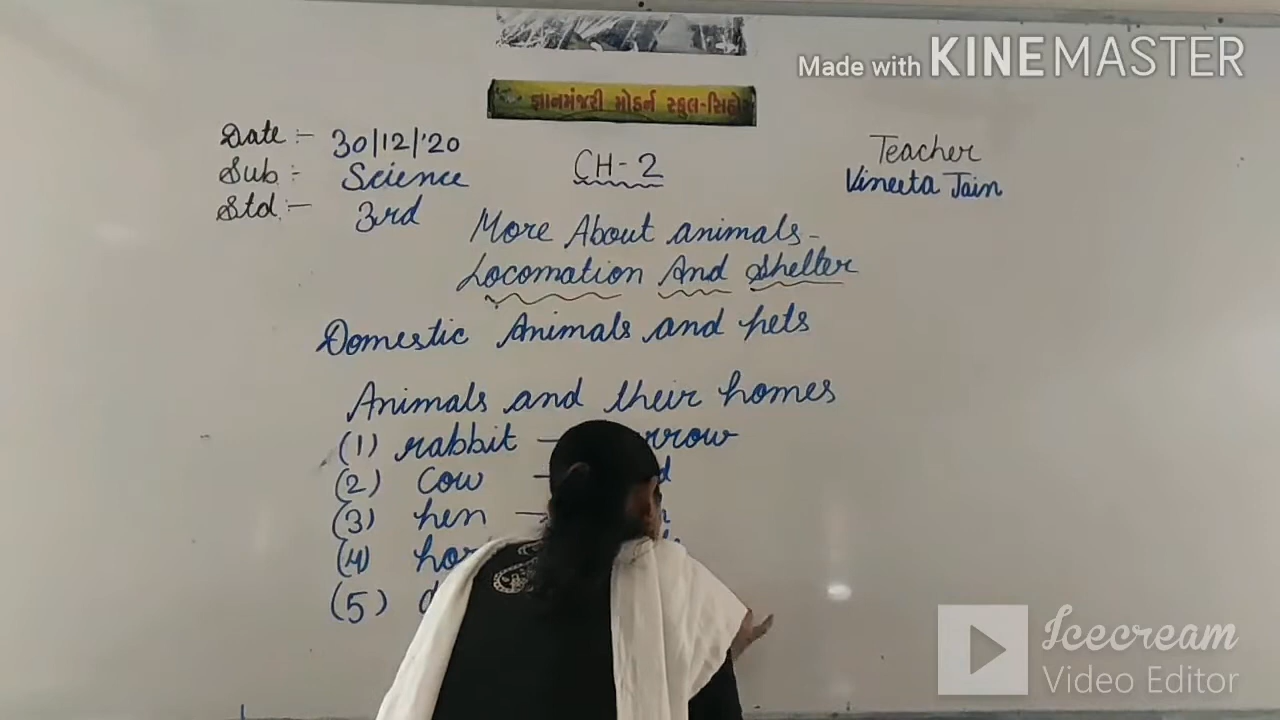 Made with KINEMASTER
જ્ઞાનમંજરી મોડર્ન સ્કુલ-સિહોર
Date :- 30/12/'20
Sub :- Science
Std :- 3rd
CH-2
Teacher
Vineeta Jain
More About animals -
Locomation And Shelter
Domestic Animals and pets
Animals and their homes
(1) rabbit -
(2) Cow -
(3) hen -
(4)
(5)
Icecream
Video Editor